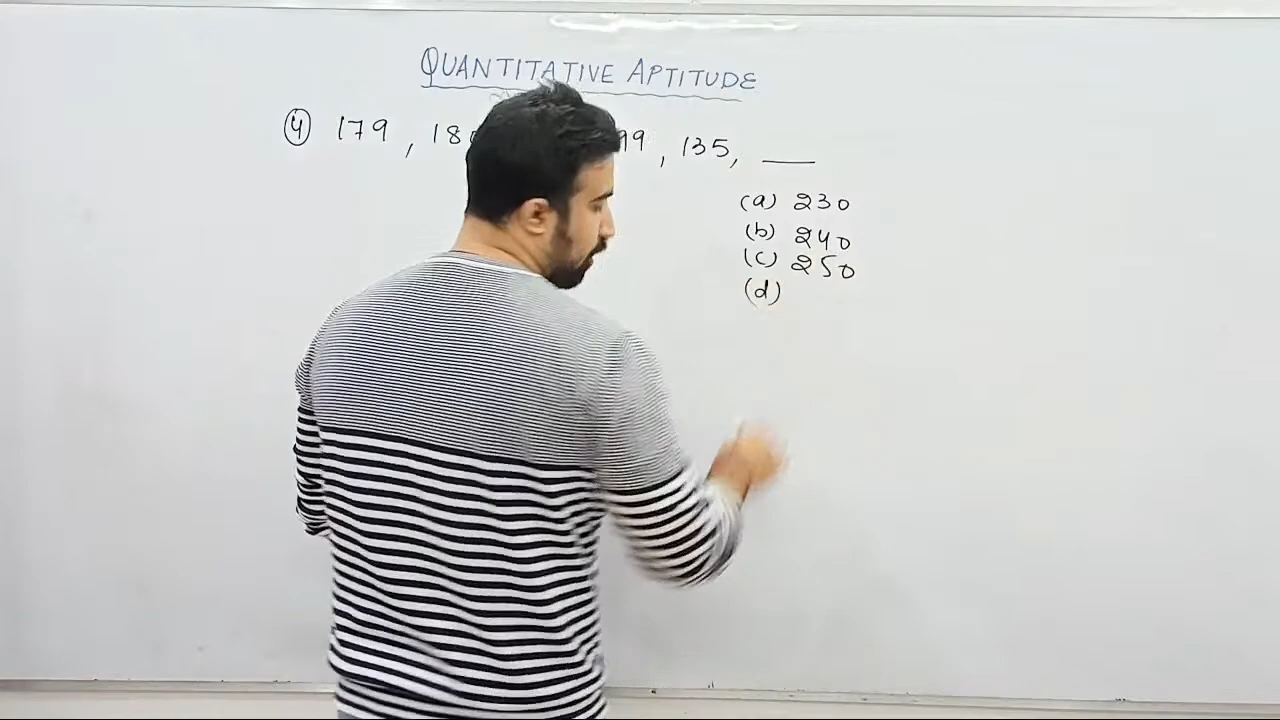 QUANTITATIVE APTITUDE
(4) 179, 18 99, 135, ___
(a) 230
(b) 240
(c) 250
(d)